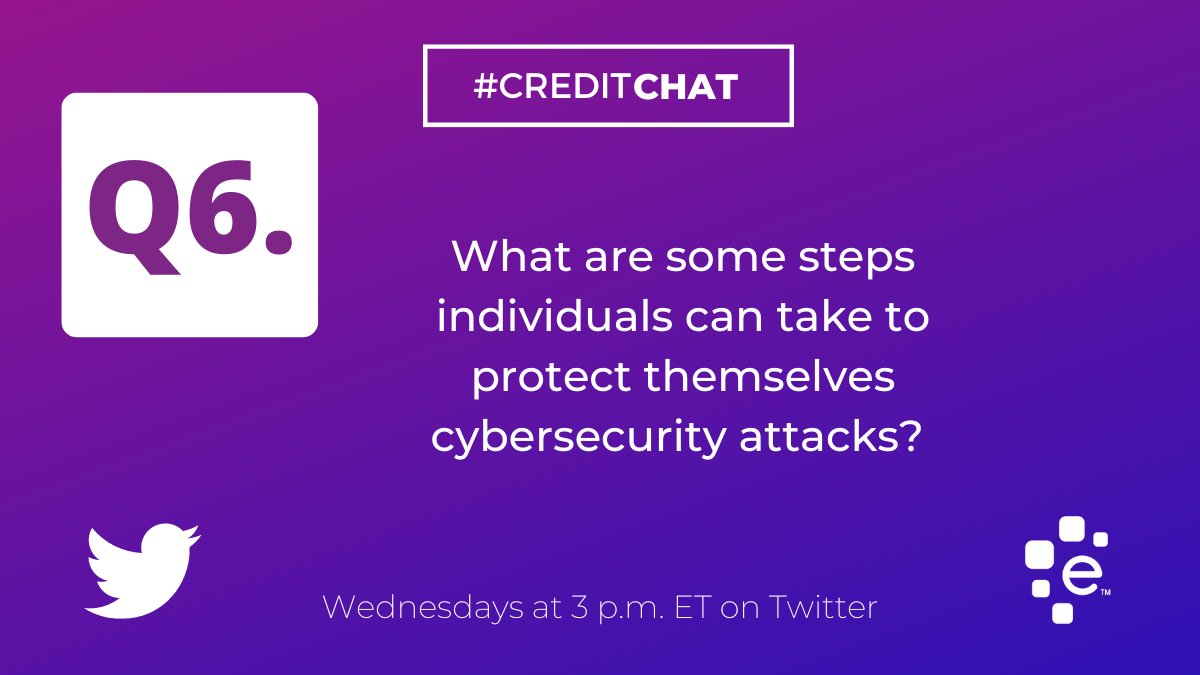 #CREDITCHAT
Q6.
What are some steps
individuals can take to
protect themselves
cybersecurity attacks?
Wednesdays at 3 p.m. ET on Twitter
e™